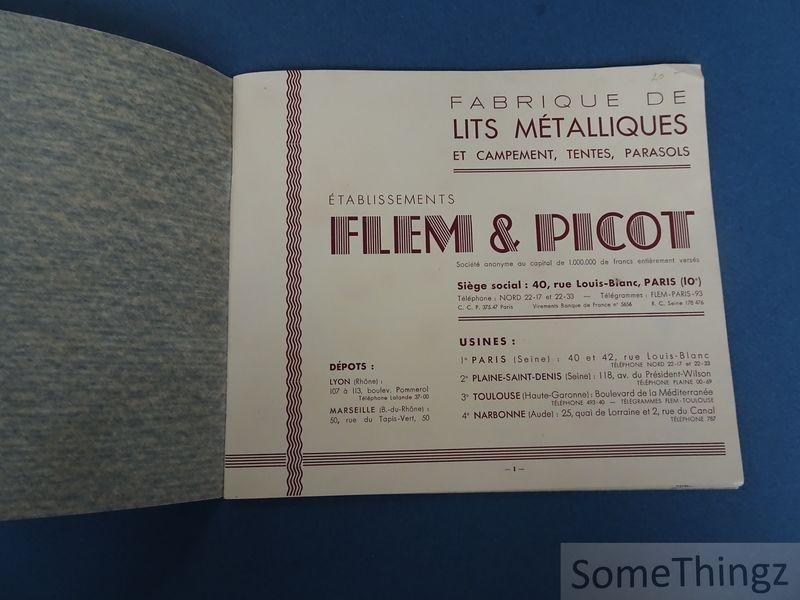 20
FABRIQUE DE
LITS MÉTALLIQUES
ET CAMPEMENT, TENTES, PARASOLS
ÉTABLISSEMENTS
FLEM & PICOT
Société anonyme au capital de 1.000.000 de francs entièrement versés
Siège social : 40, rue Louis-Blanc, PARIS (10e)
Téléphone : NORD 22-17 et 22-33 — Télégrammes : FLEM-PARIS-93
C. C. P. 375.47 Paris Virements Banque de France n° 5656 R. C. Seine 178 476
DÉPOTS :
LYON (Rhône) :
107 à 113, boulev. Pommerol
Téléphone Lalande 37-00
MARSEILLE (B.-du-Rhône) :
50, rue du Tapis-Vert, 50
USINES :
1° PARIS (Seine) : 40 et 42, rue Louis-Blanc
TÉLÉPHONE NORD 22-17 et 22-33
2° PLAINE-SAINT-DENIS (Seine) : 118, av. du Président-Wilson
TÉLÉPHONE PLAINE 00-69
3° TOULOUSE (Haute-Garonne) : Boulevard de la Méditerranée
TÉLÉPHONE 493-40 — TÉLÉGRAMMES FLEM-TOULOUSE
4° NARBONNE (Aude) : 25, quai de Lorraine et 2, rue du Canal
TÉLÉPHONE 787
— 1 —
SomeThingz